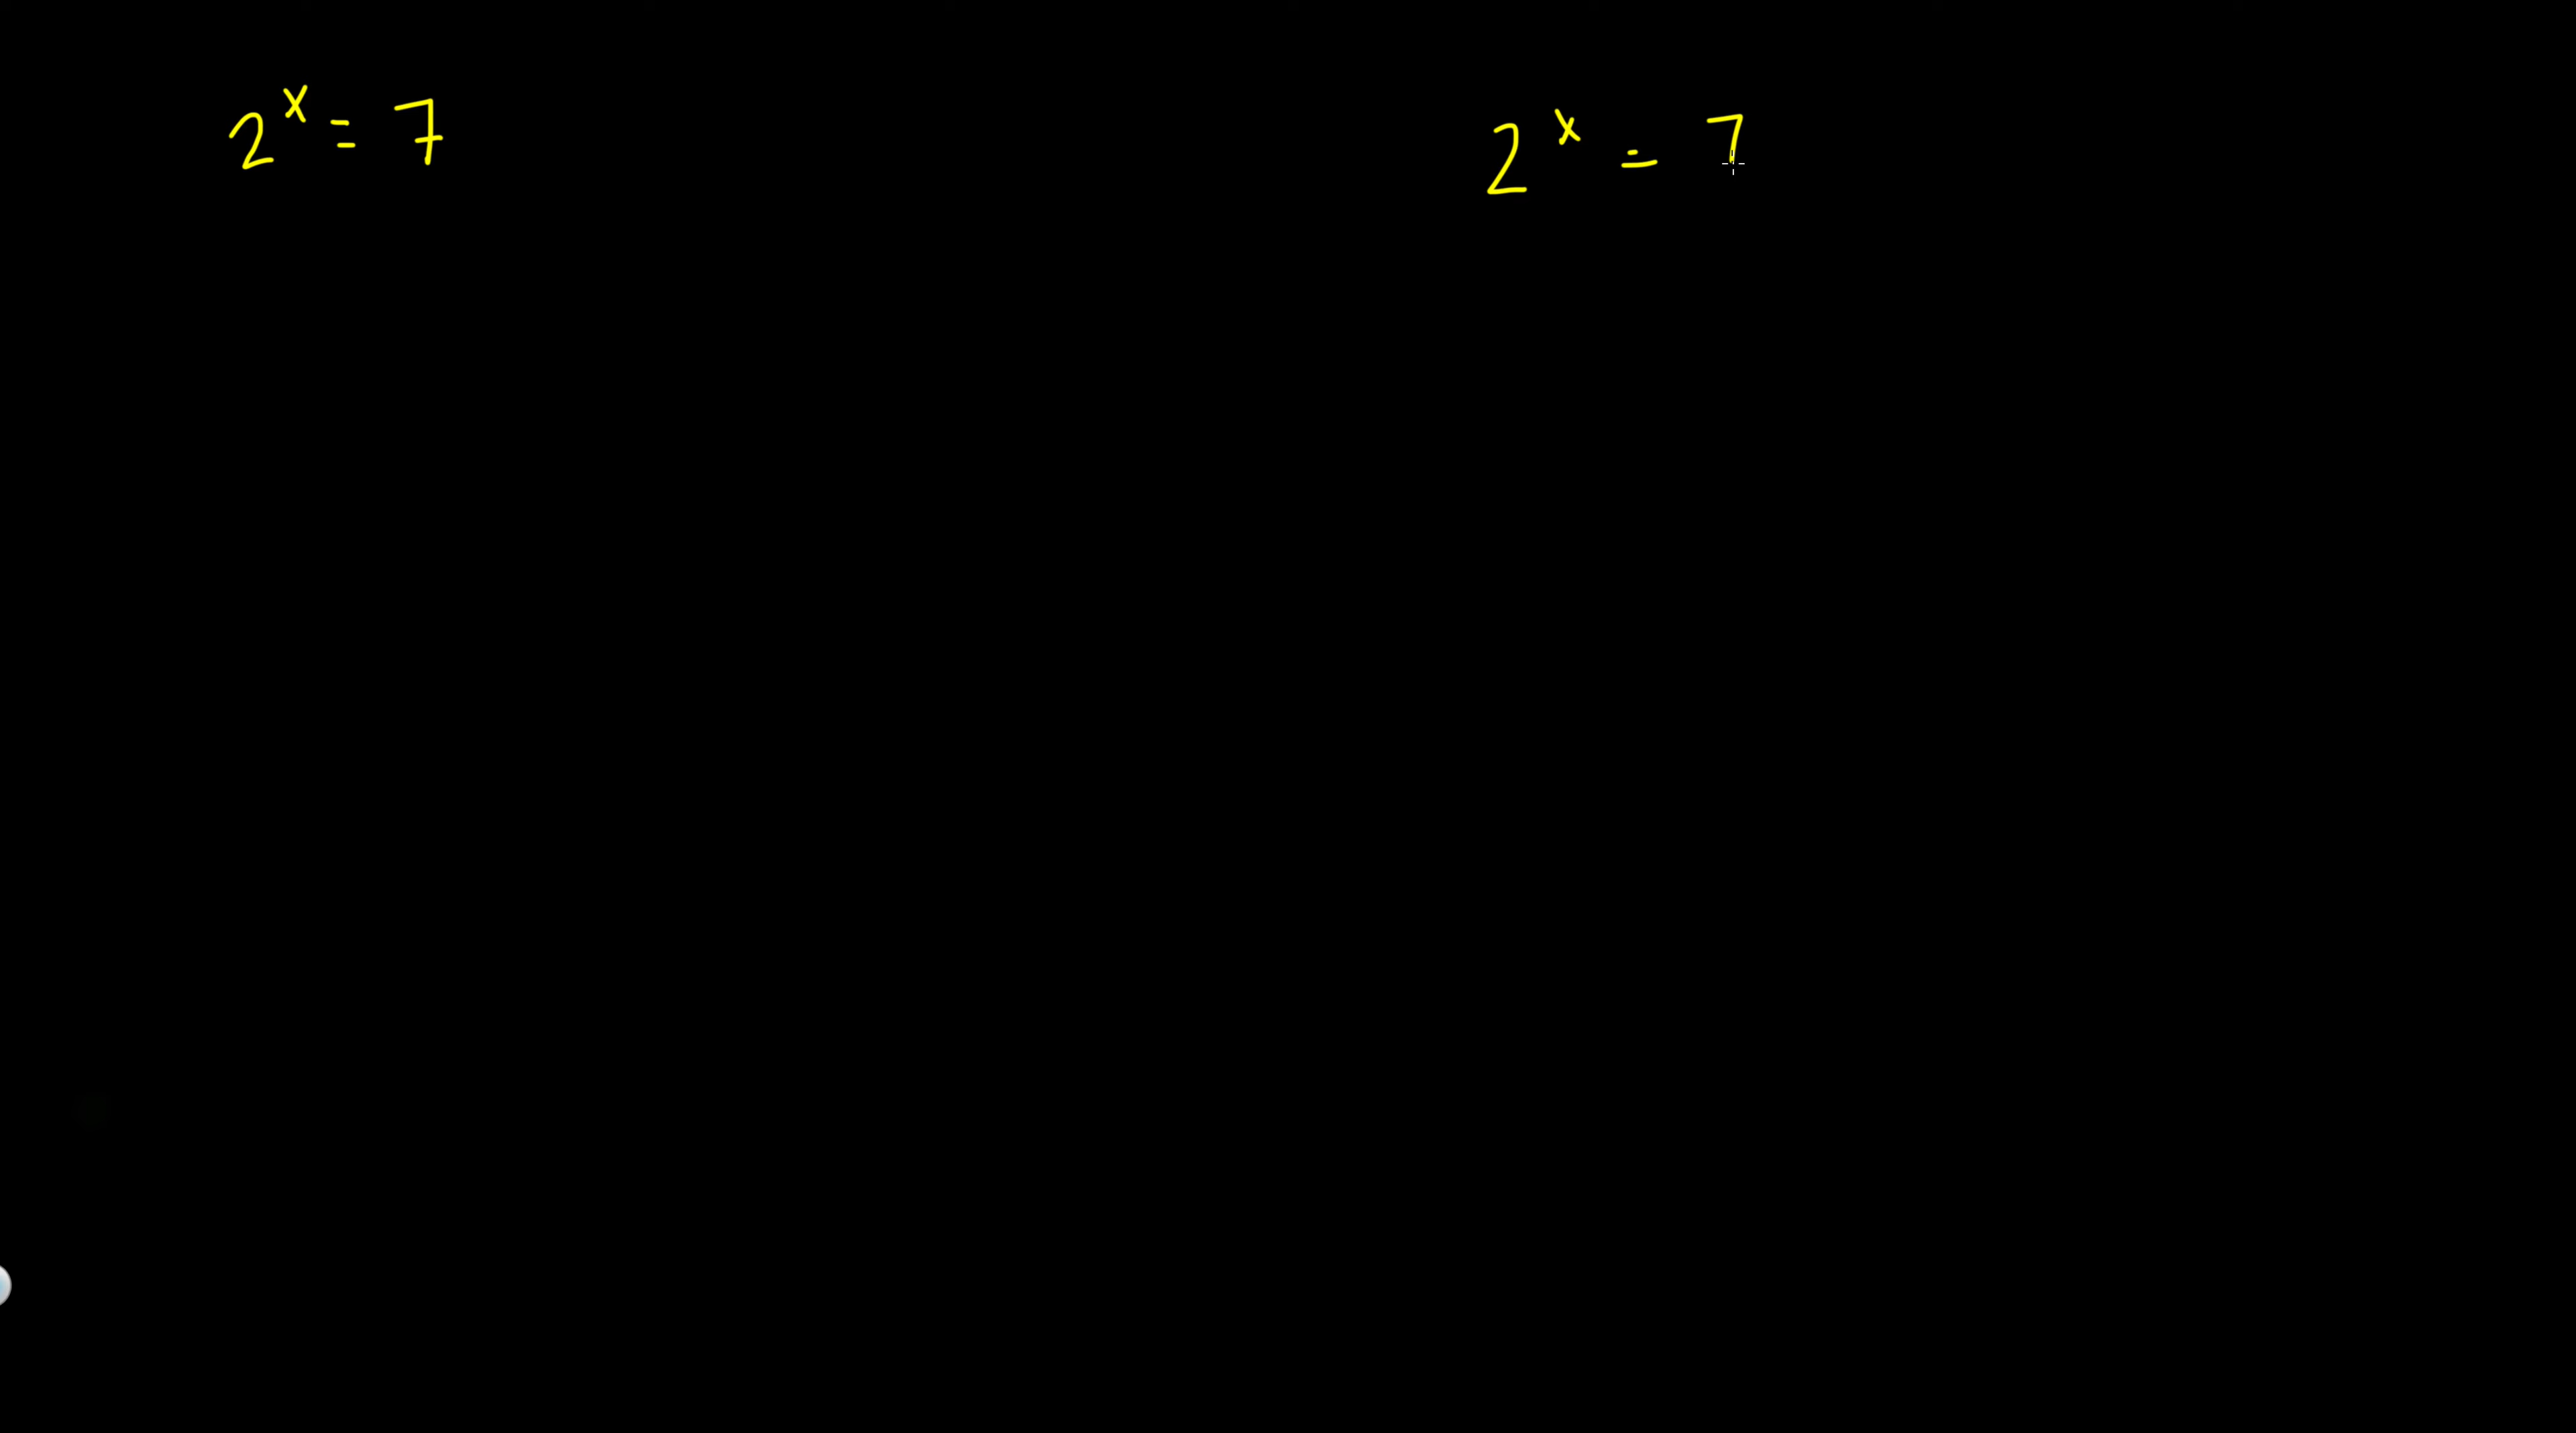 2^x = 7
2^x = 7